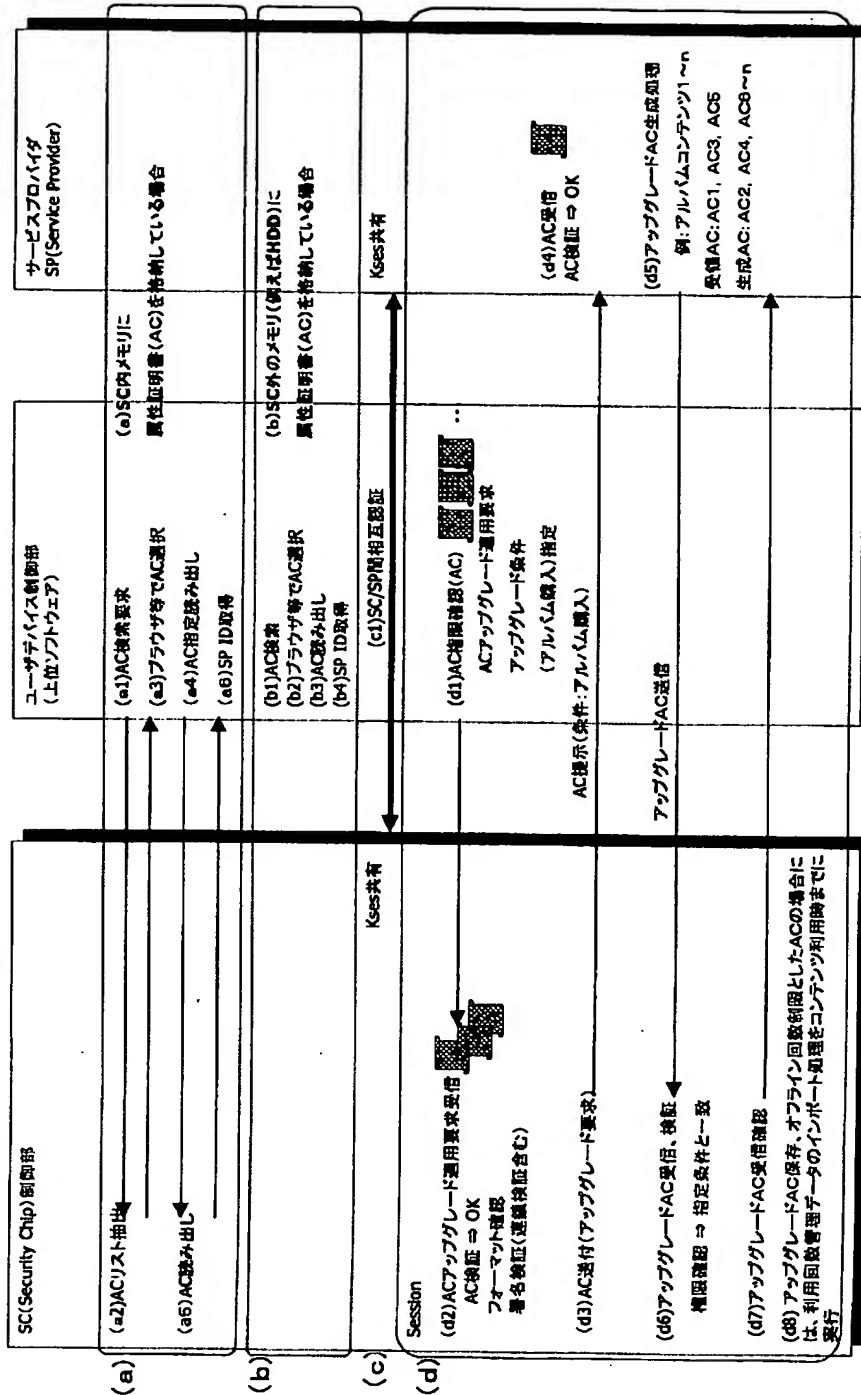 SC(Security Chip)制御部
ユーザデバイス制御部
(上位ソフトウェア)
サービスプロバイダ
SP(Service Provider)
(a)
(a1)AC検索要求
(a2)ACリスト抽出
(a3)ブラウザ等でAC選択
(a4)AC指定読み出し
(a5)AC読み出し
(a6)SP ID取得
(a)SC内メモリに
属性証明書(AC)を格納している場合
(b)
(b1)AC検索
(b2)ブラウザ等でAC選択
(b3)AC読み出し
(b4)SP ID取得
(b)SC外のメモリ(例えばHDD)に
属性証明書(AC)を格納している場合
(c)
Kses共有
(c1)SC/SP間相互認証
Kses共有
(d)
Session
(d1)AC権限確認(AC)
・・
ACアップグレード適用要求
アップグレード条件
(アルバム購入)指定
(d2)ACアップグレード適用要求受信
AC検証 ⇒ OK
フォーマット確認
署名検証(連鎖検証含む)
(d3)AC送付(アップグレード要求)
AC提示(条件:アルバム購入)
(d4)AC受信
AC検証 ⇒ OK
(d5)アップグレードAC生成処理
例:アルバムコンテンツ1~n
受領AC:AC1, AC3, AC5
生成AC:AC2, AC4, AC6~n
アップグレードAC送信
(d6)アップグレードAC受信、検証
権限確認 ⇒ 指定条件と一致
(d7)アップグレードAC受信確認
(d8) アップグレードAC保存、オフライン回数制限としたACの場合に
は、利用回数管理データのインポート処理をコンテンツ利用時までに
実行